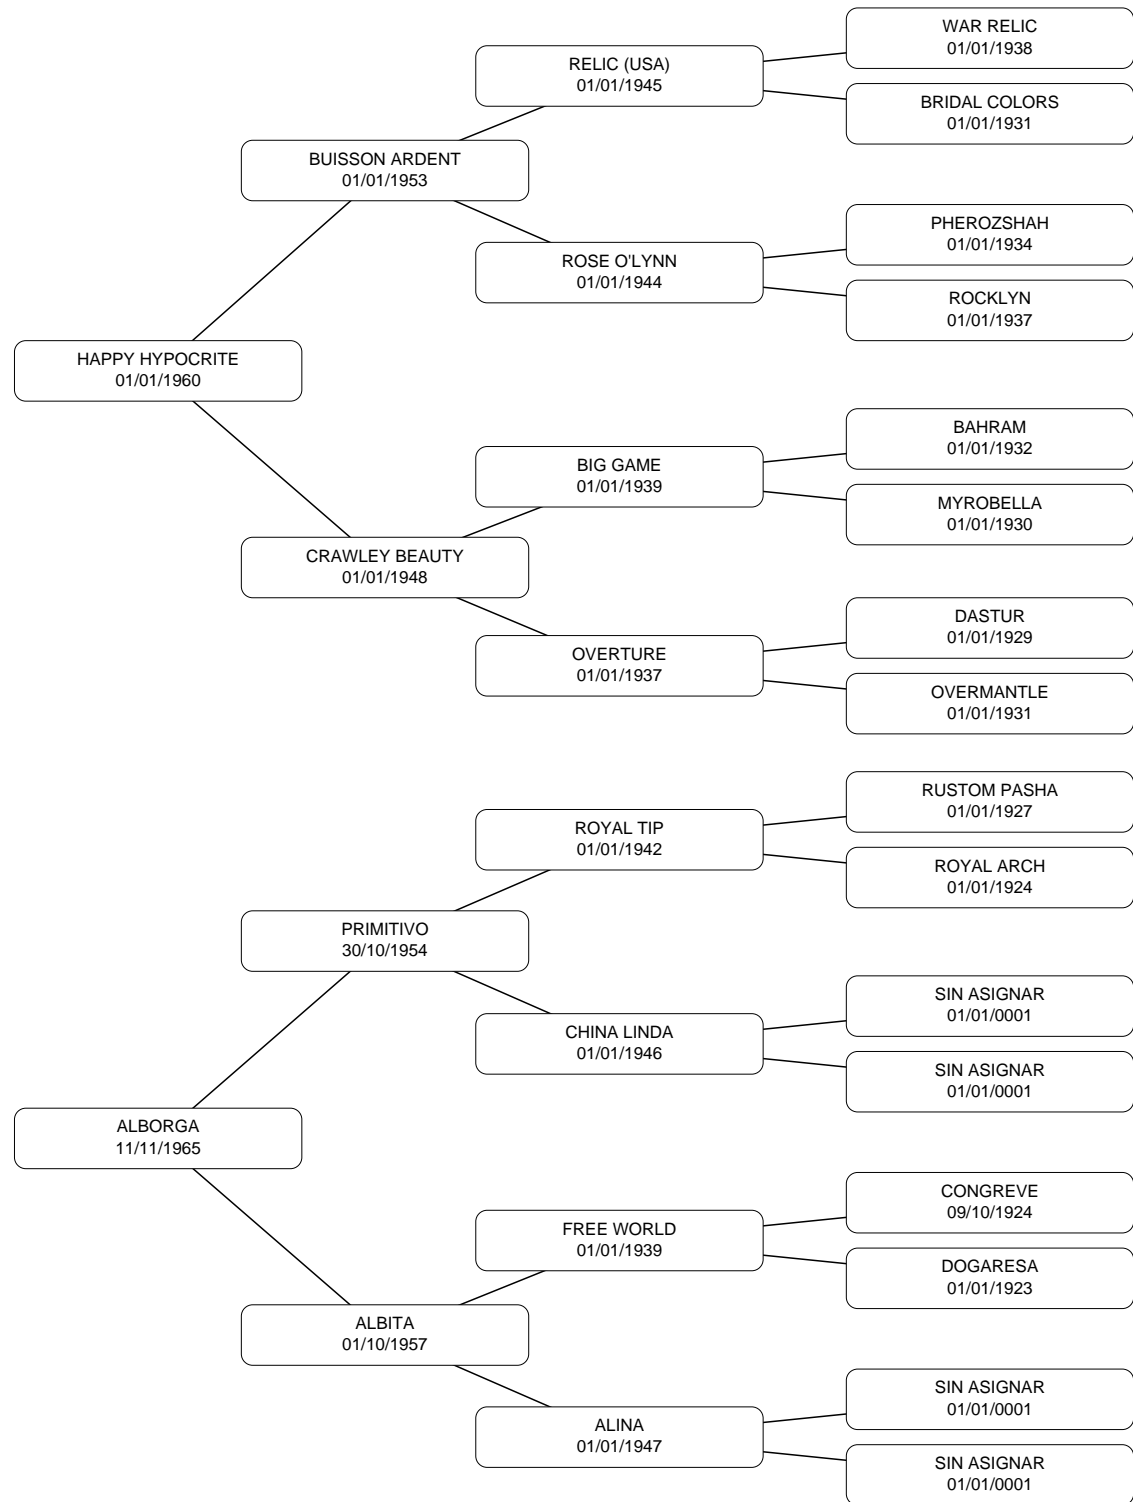 WAR RELIC
01/01/1938
RELIC (USA)
01/01/1945
BRIDAL COLORS
01/01/1931
BUISSON ARDENT
01/01/1953
PHEROZSHAH
01/01/1934
ROSE O'LYNN
01/01/1944
ROCKLYN
01/01/1937
HAPPY HYPOCRITE
01/01/1960
BAHRAM
01/01/1932
BIG GAME
01/01/1939
MYROBELLA
01/01/1930
CRAWLEY BEAUTY
01/01/1948
DASTUR
01/01/1929
OVERTURE
01/01/1937
OVERMANTLE
01/01/1931
RUSTOM PASHA
01/01/1927
ROYAL TIP
01/01/1942
ROYAL ARCH
01/01/1924
PRIMITIVO
30/10/1954
SIN ASIGNAR
01/01/0001
CHINA LINDA
01/01/1946
SIN ASIGNAR
01/01/0001
ALBORGA
11/11/1965
CONGREVE
09/10/1924
FREE WORLD
01/01/1939
DOGARESA
01/01/1923
ALBITA
01/10/1957
SIN ASIGNAR
01/01/0001
ALINA
01/01/1947
SIN ASIGNAR
01/01/0001